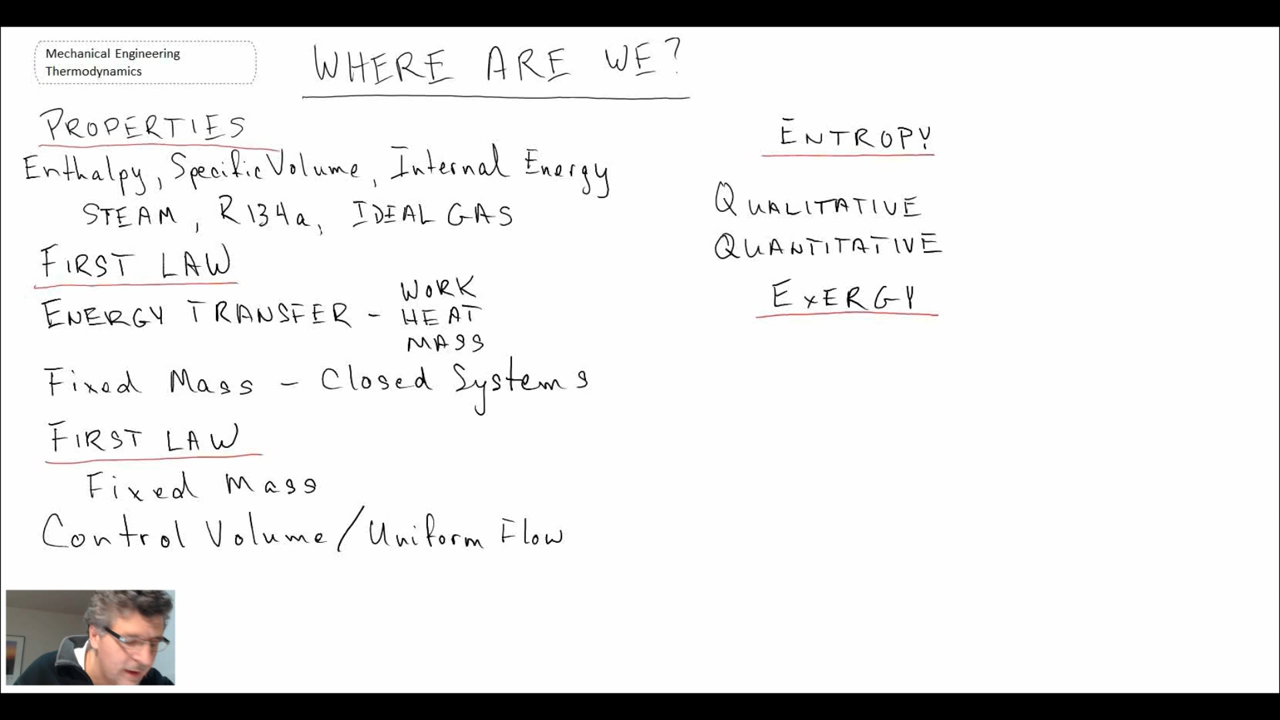 Mechanical Engineering
Thermodynamics
WHERE ARE WE?
PROPERTIES
Enthalpy, Specific Volume, Internal Energy
STEAM, R134a, IDEAL GAS
FIRST LAW
ENERGY TRANSFER - WORK
HEAT
MASS
Fixed Mass - Closed Systems
FIRST LAW
Fixed Mass
Control Volume/Uniform Flow
ENTROPY
QUALITATIVE
QUANTITATIVE
EXERGY